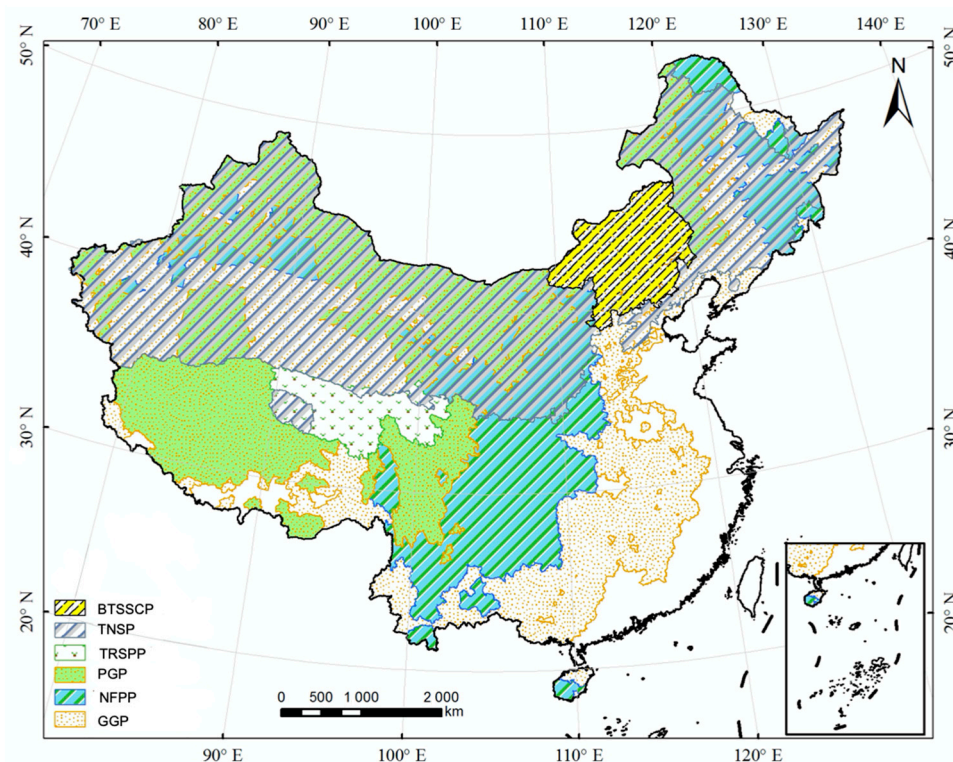 70° E 80° E 90° E 100° E 110° E 120° E 130° E 140° E
50° N
50° N
N
40° N
40° N
30° N
30° N
20° N
20° N
BTSSCP
TNSP
TRSPP
PGP
NFPP
GGP
0 500 1 000 2 000
km
90° E 100° E 110° E 120° E